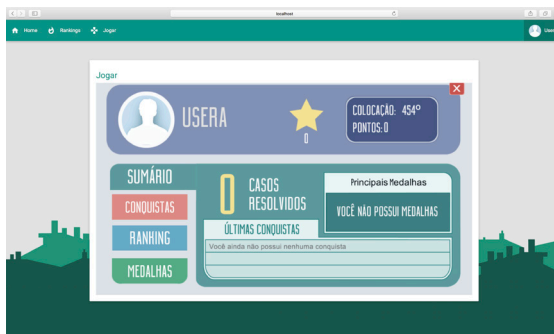 localhost
Home Rankings Jogar User
Jogar
X
USERA
0
COLOCAÇÃO: 454º
PONTOS: 0
SUMÁRIO
CONQUISTAS
RANKING
MEDALHAS
0 CASOS
RESOLVIDOS
Principais Medalhas
VOCÊ NÃO POSSUI MEDALHAS
ÚLTIMAS CONQUISTAS
Você ainda não possui nenhuma conquista